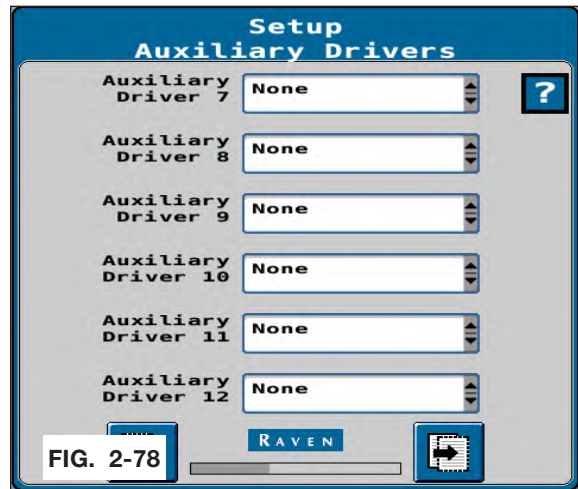 Setup
Auxiliary Drivers
Auxiliary
Driver 7
None
?
Auxiliary
Driver 8
None
Auxiliary
Driver 9
None
Auxiliary
Driver 10
None
Auxiliary
Driver 11
None
Auxiliary
Driver 12
None
RAVEN
FIG. 2-78